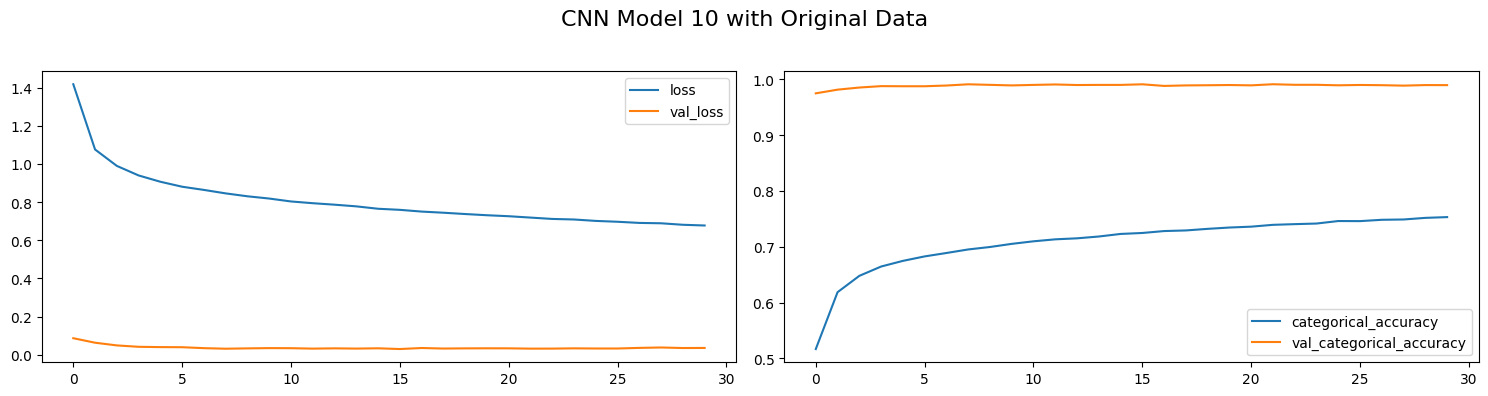 CNN Model 10 with Original Data
1.4
1.2
1.0
0.8
0.6
0.4
0.2
0.0
0 5 10 15 20 25 30
loss
val_loss
1.0
0.9
0.8
0.7
0.6
0.5
0 5 10 15 20 25 30
categorical_accuracy
val_categorical_accuracy